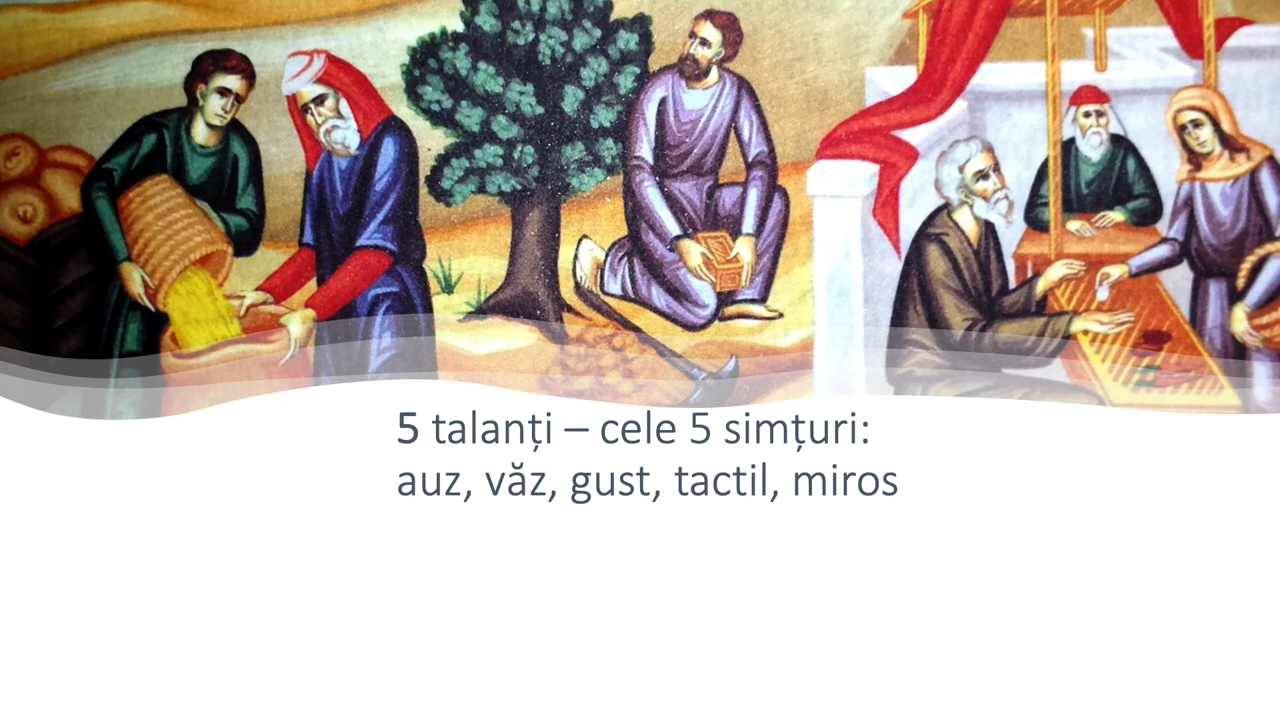 5 talanți – cele 5 simțuri:
auz, văz, gust, tactil, miros